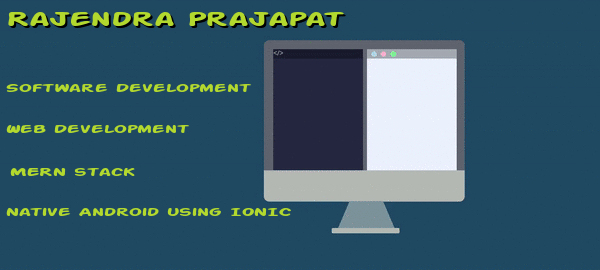 RAJENDRA PRAJAPAT
SOFTWARE DEVELOPMENT
</>
WEB DEVELOPMENT
MERN STACK
NATIVE ANDROID USING IONIC